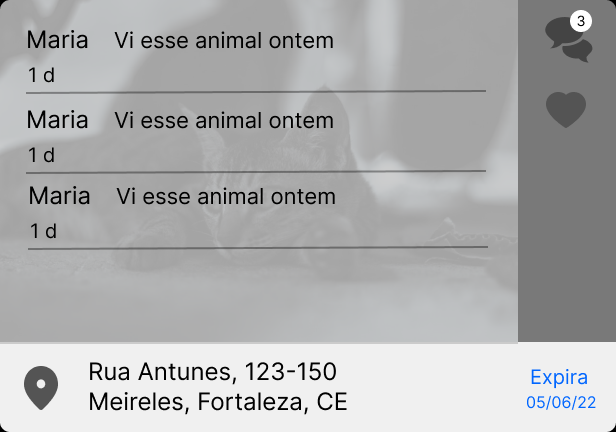 Maria Vi esse animal ontem
1 d
Maria Vi esse animal ontem
1 d
Maria Vi esse animal ontem
1 d
3
Rua Antunes, 123-150
Meireles, Fortaleza, CE
Expira
05/06/22